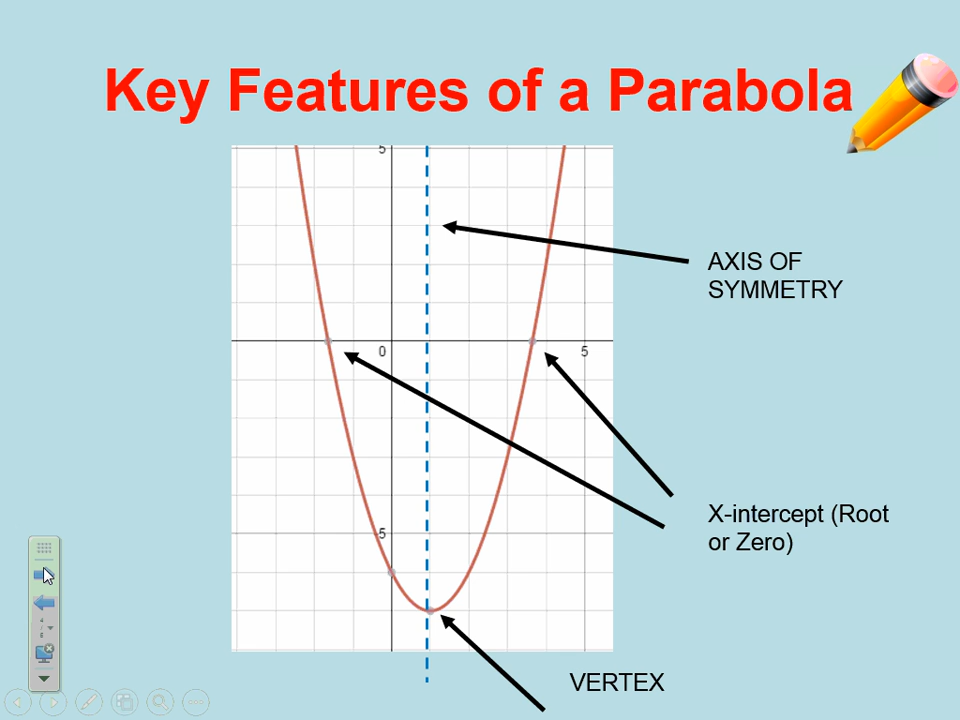 Key Features of a Parabola
5
AXIS OF
SYMMETRY
0
5
X-intercept (Root
or Zero)
-5
VERTEX